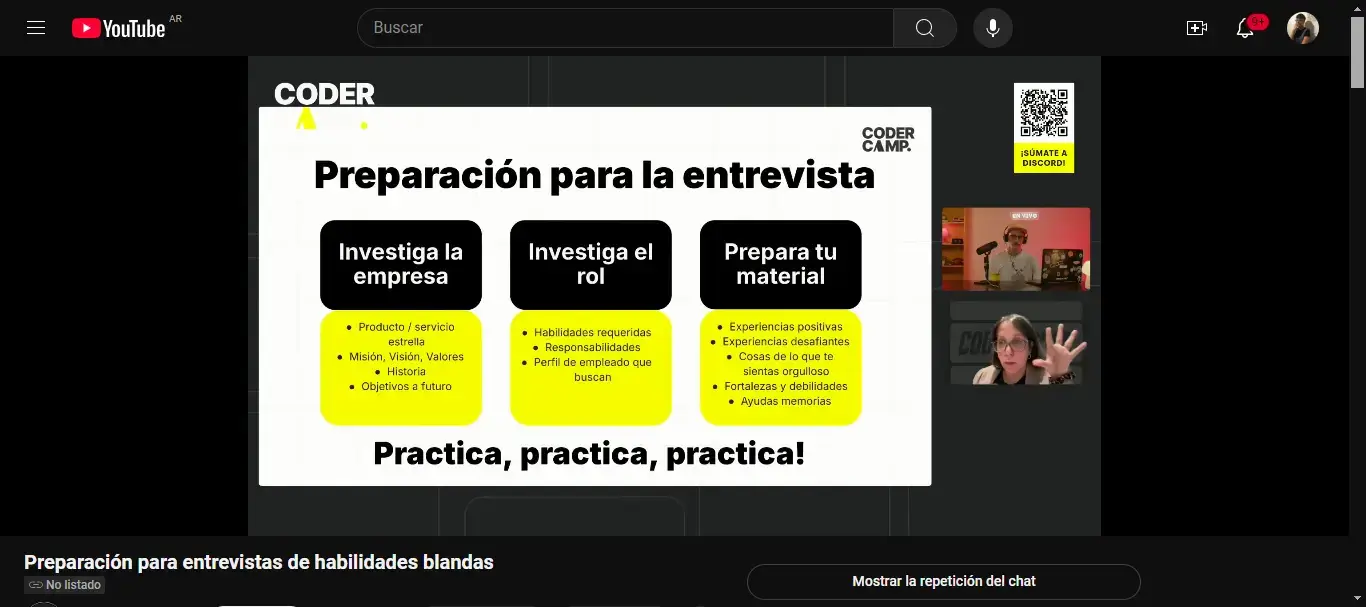 YouTube
AR
Buscar
9+
CODER
CODER
CAMP.
¡SÚMATE A
DISCORD!
Preparación para la entrevista
Investiga la
empresa
• Producto / servicio
estrella
• Misión, Visión, Valores
• Historia
• Objetivos a futuro
Investiga el
rol
• Habilidades requeridas
• Responsabilidades
• Perfil de empleado que
buscan
Prepara tu
material
• Experiencias positivas
• Experiencias desafiantes
• Cosas de lo que te
sientas orgulloso
• Fortalezas y debilidades
• Ayudas memorias
Practica, practica, practica!
EN VIVO
Preparación para entrevistas de habilidades blandas
No listado
Mostrar la repetición del chat